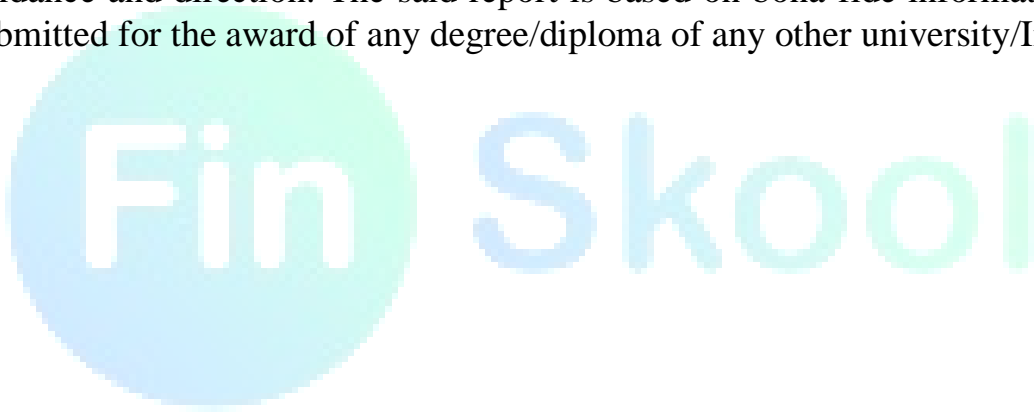 idance and direction. The said report is based on bona fide informat
bmitted for the award of any degree/diploma of any other university/I
Fin Skool